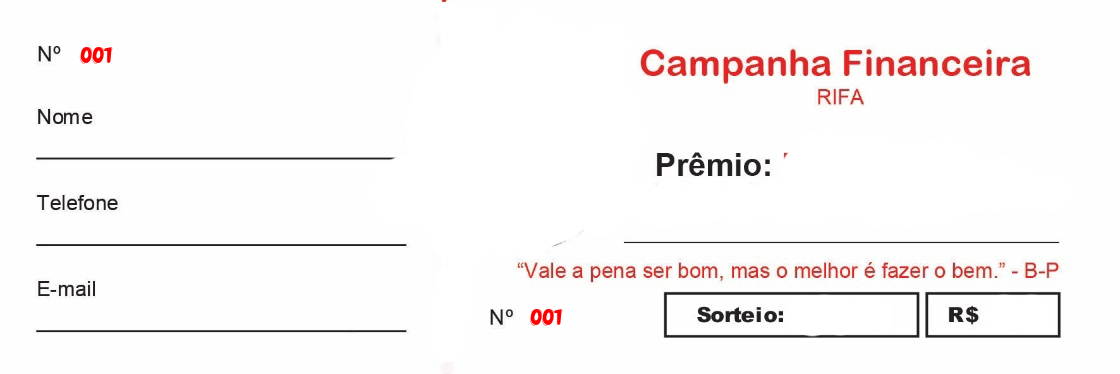 Nº 001
Nome
Telefone
E-mail
Campanha Financeira
RIFA
Prêmio:
“Vale a pena ser bom, mas o melhor é fazer o bem.” - B-P
Nº 001
Sorteio:
R$